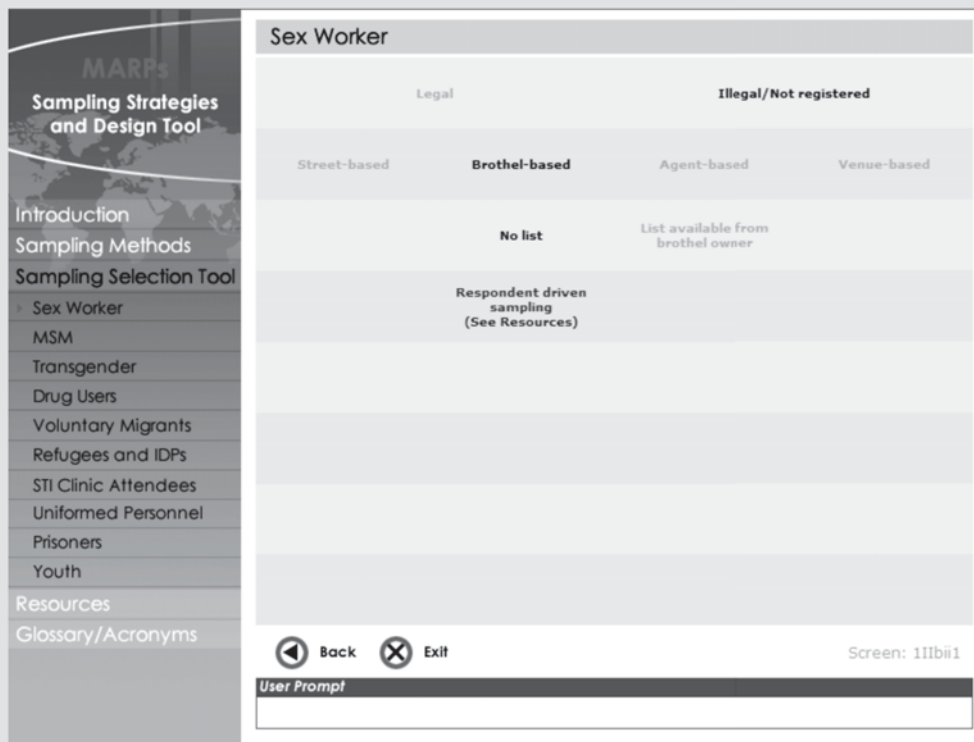 MARPs
Sampling Strategies
and Design Tool
Introduction
Sampling Methods
Sampling Selection Tool
Sex Worker
MSM
Transgender
Drug Users
Voluntary Migrants
Refugees and IDPs
STI Clinic Attendees
Uniformed Personnel
Prisoners
Youth
Resources
Glossary/Acronyms
Sex Worker
Legal
Illegal/Not registered
Street-based
Brothel-based
Agent-based
Venue-based
No list
List available from
brothel owner
Respondent driven
sampling
(See Resources)
Back
Exit
Screen: 1IIbii1
User Prompt